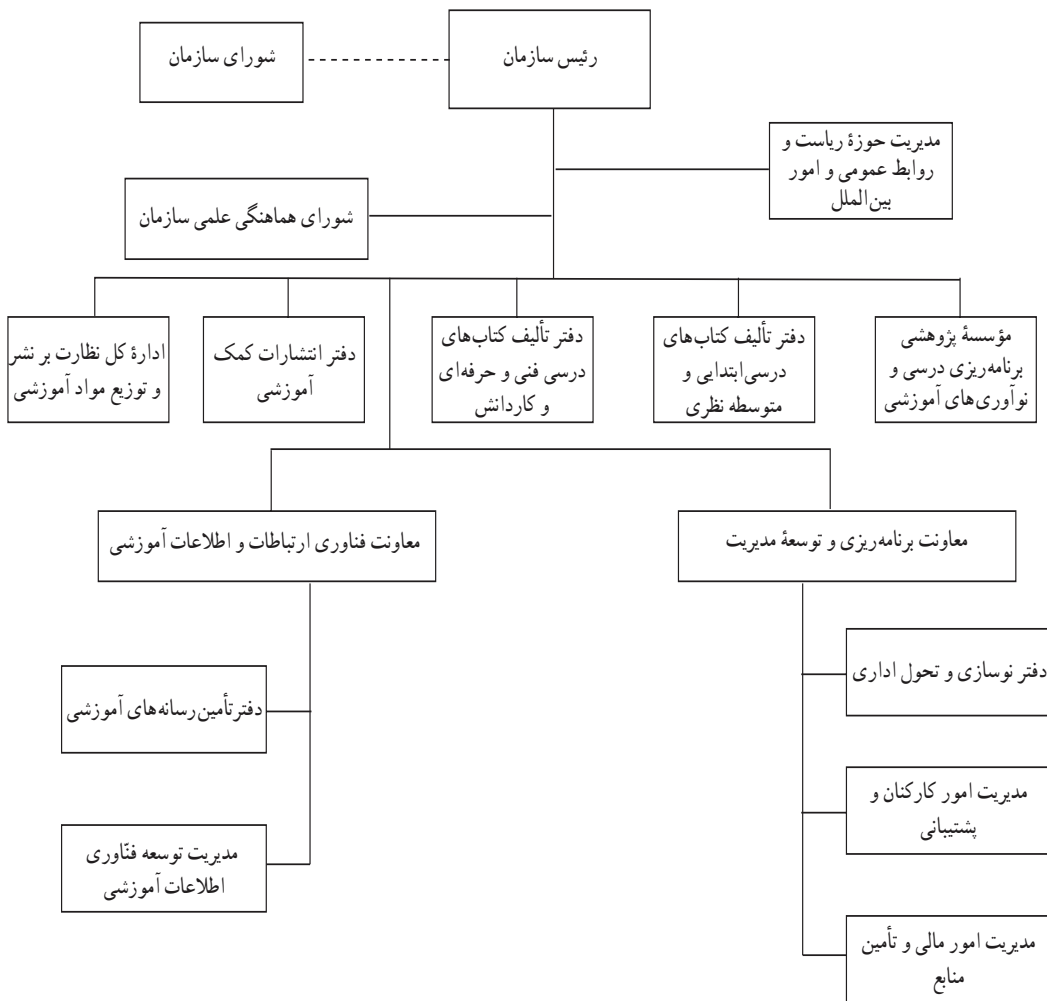 رئیس سازمان
شورای سازمان
مدیریت حوزهٔ ریاست و
روابط عمومی و امور
بین‌الملل
شورای هماهنگی علمی سازمان
مؤسسهٔ پژوهشی
برنامه‌ریزی درسی و
نوآوری‌های آموزشی
دفتر تألیف کتاب‌های
درسی ابتدایی و
متوسطه نظری
دفتر تألیف کتاب‌های
درسی فنی و حرفه‌ای
و کاردانش
دفتر انتشارات کمک
آموزشی
ادارهٔ کل نظارت بر نشر
و توزیع مواد آموزشی
معاونت برنامه‌ریزی و توسعهٔ مدیریت
معاونت فناوری ارتباطات و اطلاعات آموزشی
دفتر نوسازی و تحول اداری
مدیریت امور کارکنان و
پشتیبانی
مدیریت امور مالی و تأمین
منابع
دفتر تأمین رسانه‌های آموزشی
مدیریت توسعه فنّاوری
اطلاعات آموزشی